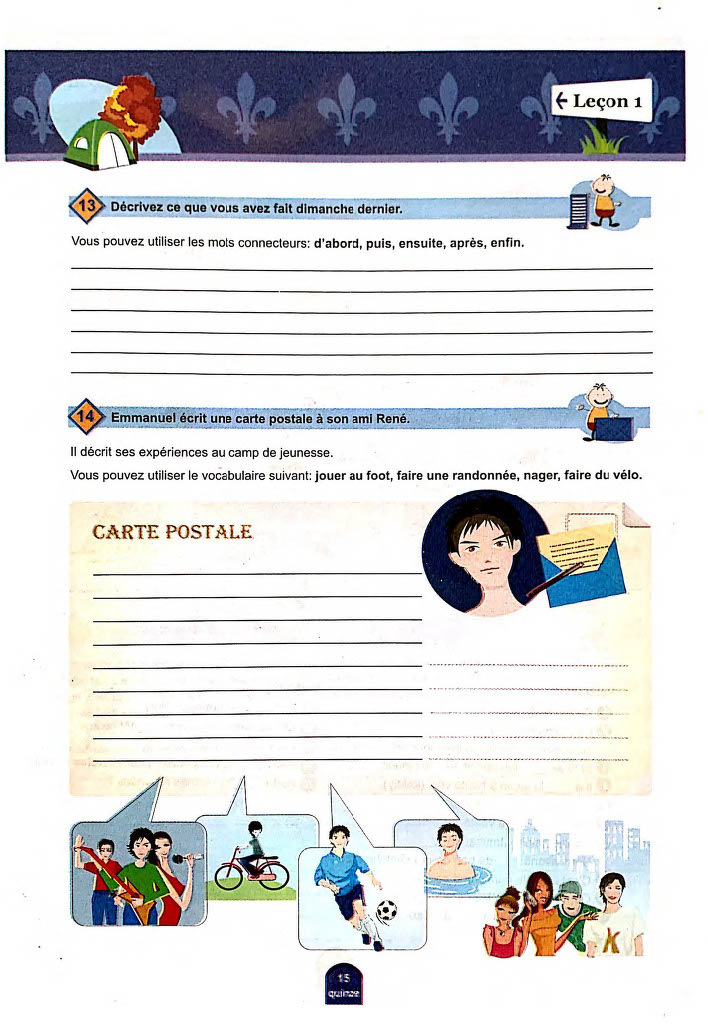 ← Leçon 1
13 Décrivez ce que vous avez fait dimanche dernier.
Vous pouvez utiliser les mots connecteurs: d'abord, puis, ensuite, après, enfin.
14 Emmanuel écrit une carte postale à son ami René.
Il décrit ses expériences au camp de jeunesse.
Vous pouvez utiliser le vocabulaire suivant: jouer au foot, faire une randonnée, nager, faire du vélo.
CARTE POSTALE
K
15
quinze